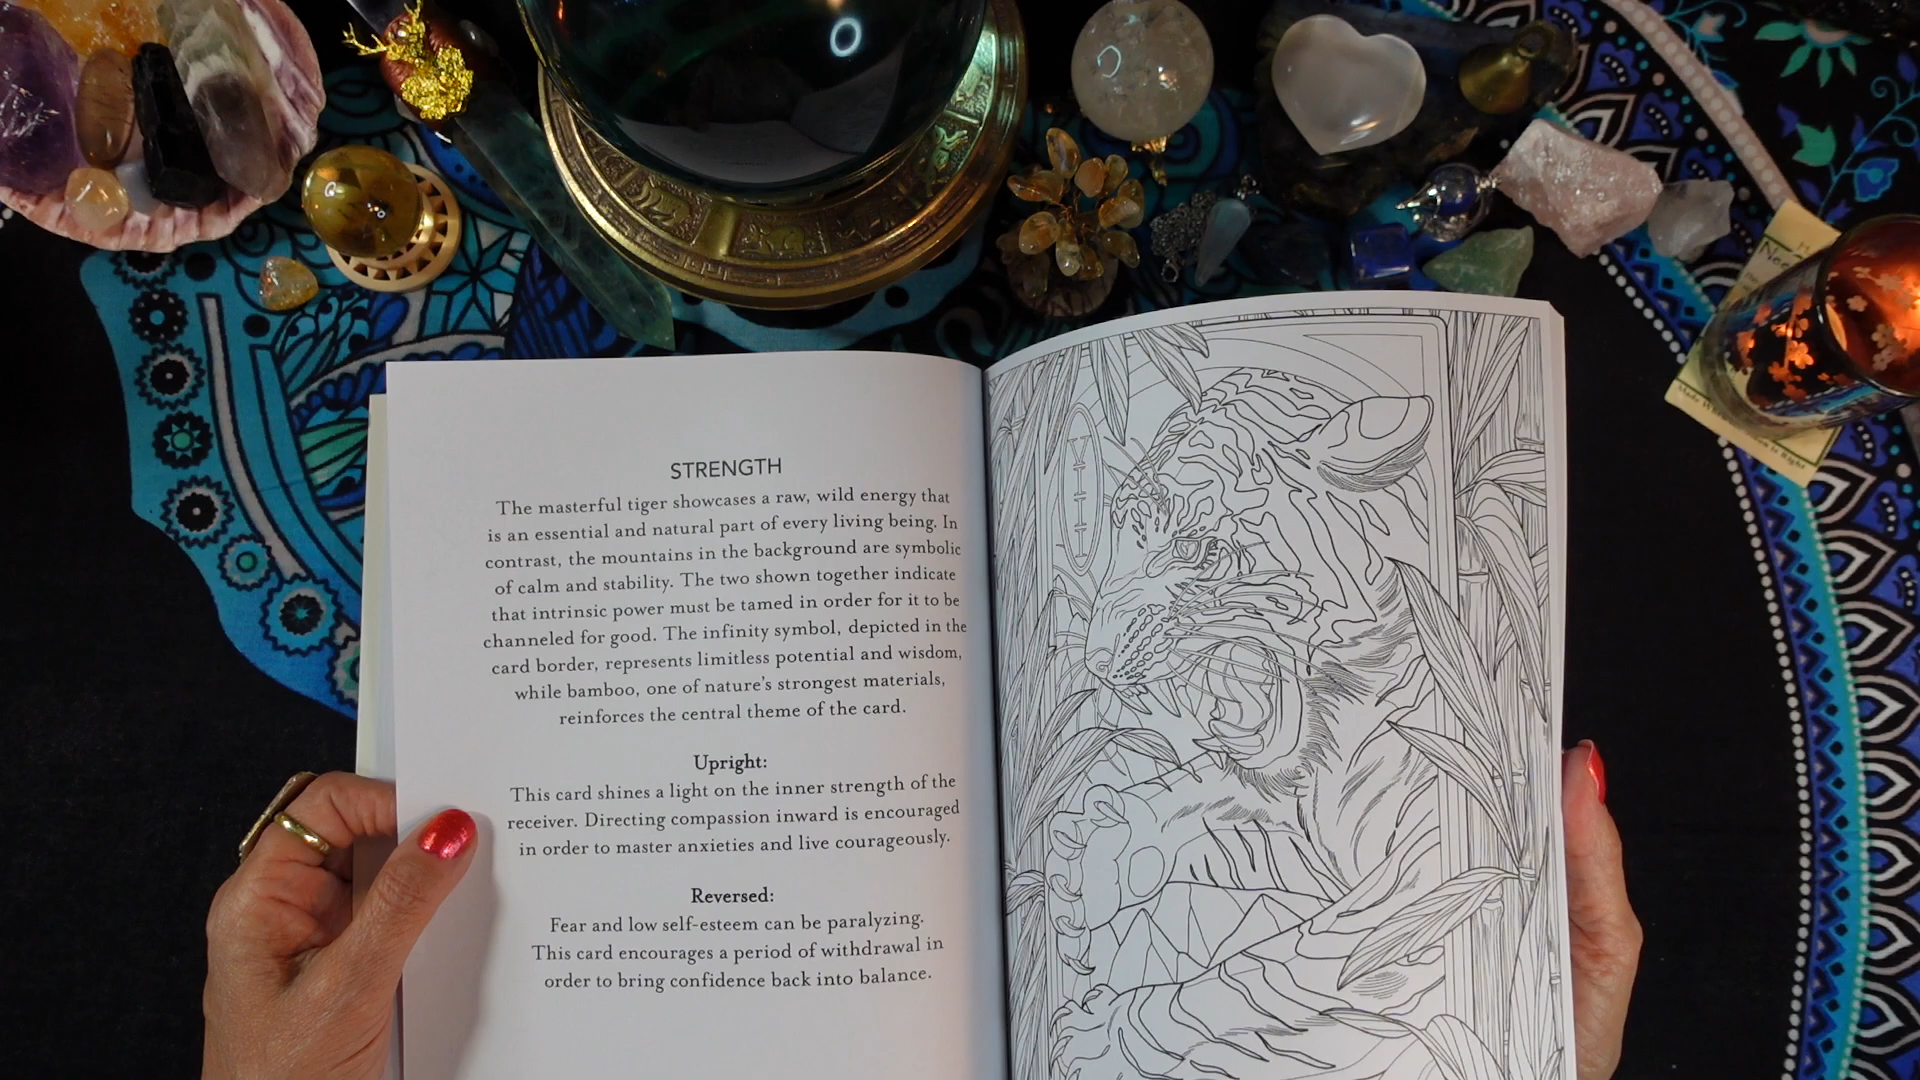 STRENGTH
The masterful tiger showcases a raw, wild energy that
is an essential and natural part of every living being. In
contrast, the mountains in the background are symbolic
of calm and stability. The two shown together indicate
that intrinsic power must be tamed in order for it to be
channeled for good. The infinity symbol, depicted in the
card border, represents limitless potential and wisdom,
while bamboo, one of nature's strongest materials,
reinforces the central theme of the card.
Upright:
This card shines a light on the inner strength of the
receiver. Directing compassion inward is encouraged
in order to master anxieties and live courageously.
Reversed:
Fear and low self-esteem can be paralyzing.
This card encourages a period of withdrawal in
order to bring confidence back into balance.
VIII